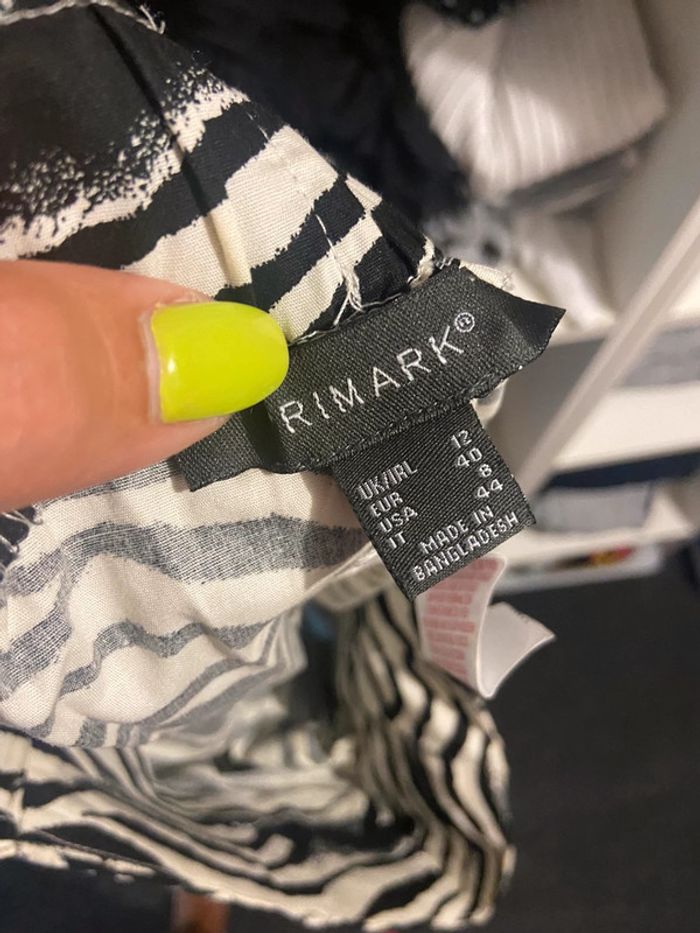 RIMARK®
UK/IRL 12
EUR 40
USA 8
IT 44
MADE IN
BANGLADESH